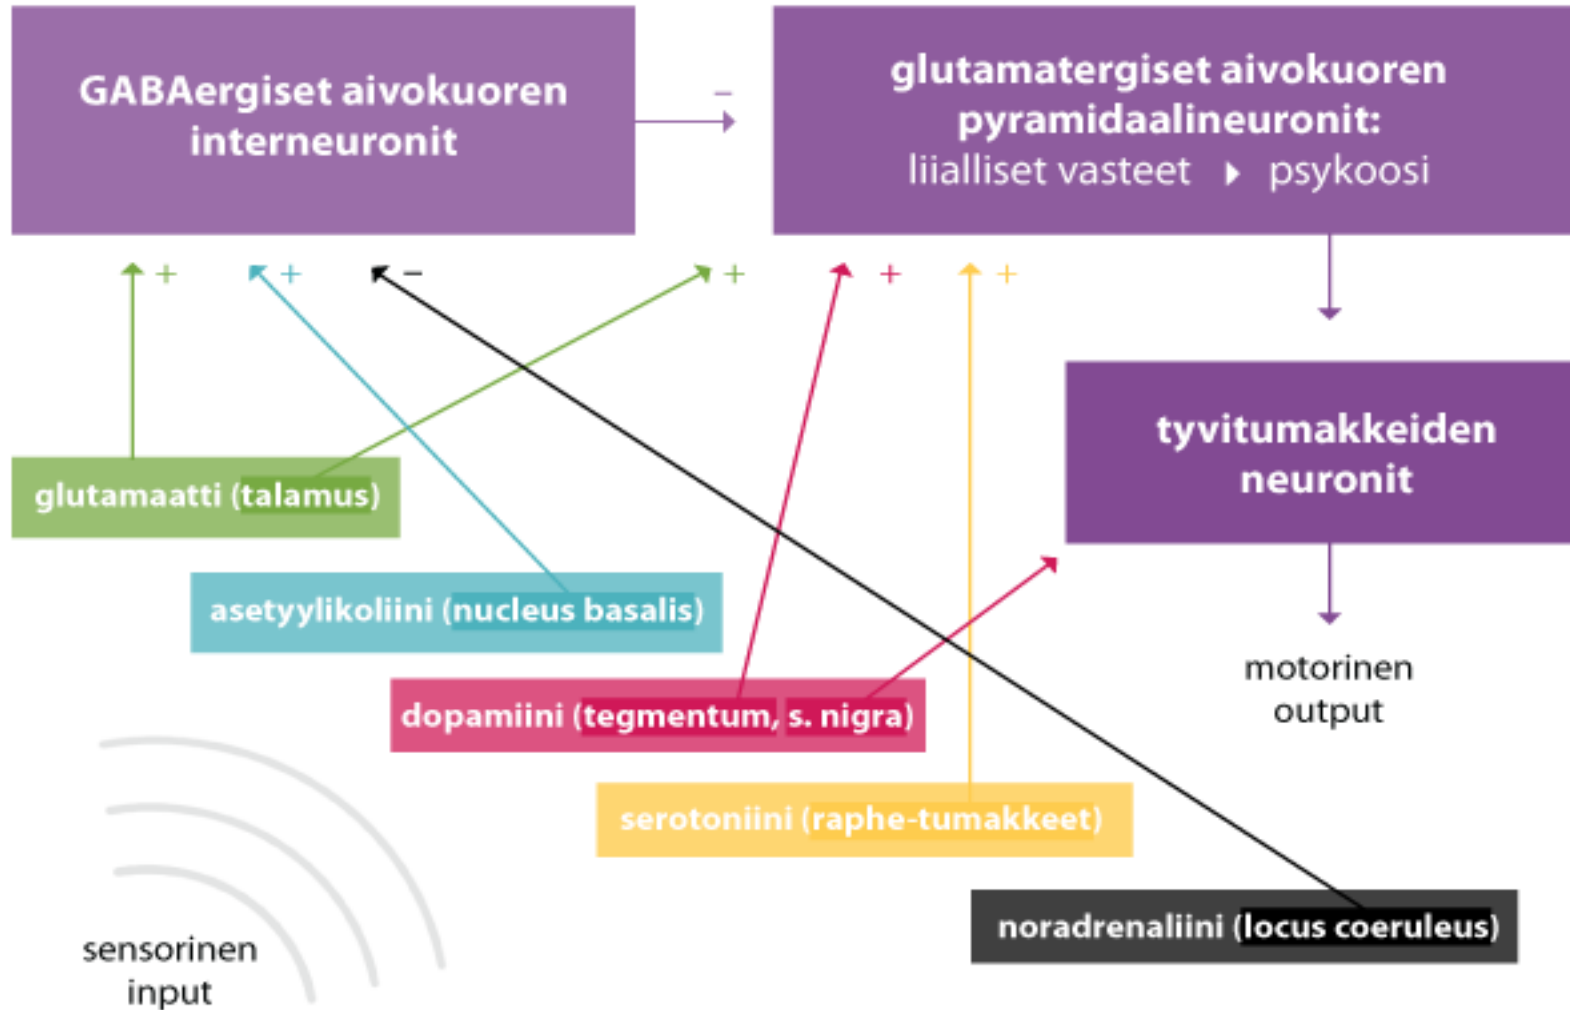 GABAergiset aivokuoren
interneuronit
–
glutamatergiset aivokuoren
pyramidaalineuronit:
liialliset vasteet ▸ psykoosi
+
+
–
+
+
+
tyvitumakkeiden
neuronit
glutamaatti (talamus)
asetyylikoliini (nucleus basalis)
motorinen
output
dopamiini (tegmentum, s. nigra)
serotoniini (raphe-tumakkeet)
noradrenaliini (locus coeruleus)
sensorinen
input